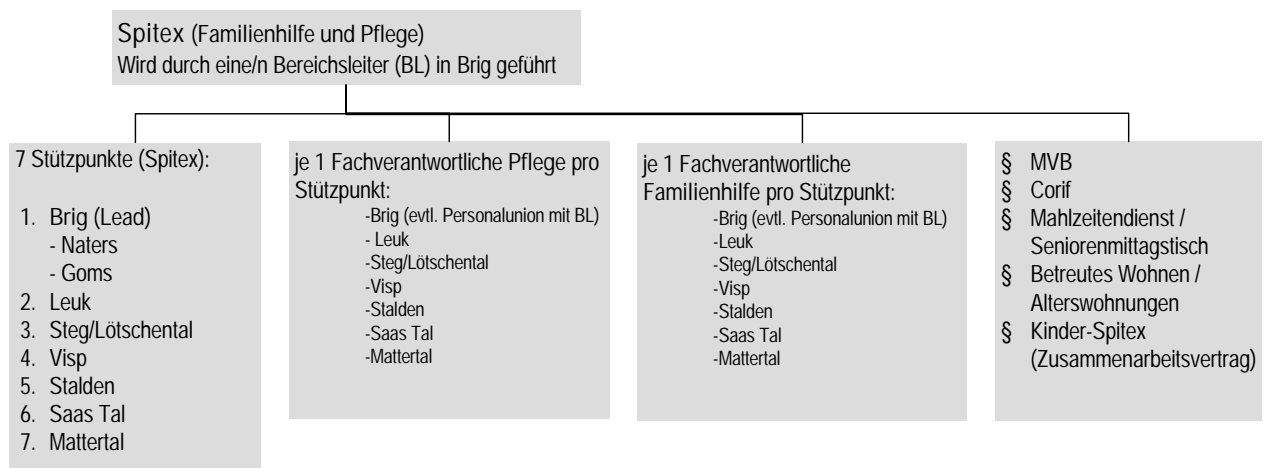 Spitex (Familienhilfe und Pflege)
Wird durch eine/n Bereichsleiter (BL) in Brig geführt
7 Stützpunkte (Spitex):
1. Brig (Lead)
- Naters
- Goms
2. Leuk
3. Steg/Lötschental
4. Visp
5. Stalden
6. Saas Tal
7. Mattertal
je 1 Fachverantwortliche Pflege pro
Stützpunkt:
-Brig (evtl. Personalunion mit BL)
- Leuk
-Steg/Lötschental
-Visp
-Stalden
-Saas Tal
-Mattertal
je 1 Fachverantwortliche
Familienhilfe pro Stützpunkt:
-Brig (evtl. Personalunion mit BL)
-Leuk
-Steg/Lötschental
-Visp
-Stalden
-Saas Tal
-Mattertal
§ MVB
§ Corif
§ Mahlzeitendienst /
Seniorenmittagstisch
§ Betreutes Wohnen /
Alterswohnungen
§ Kinder-Spitex
(Zusammenarbeitsvertrag)